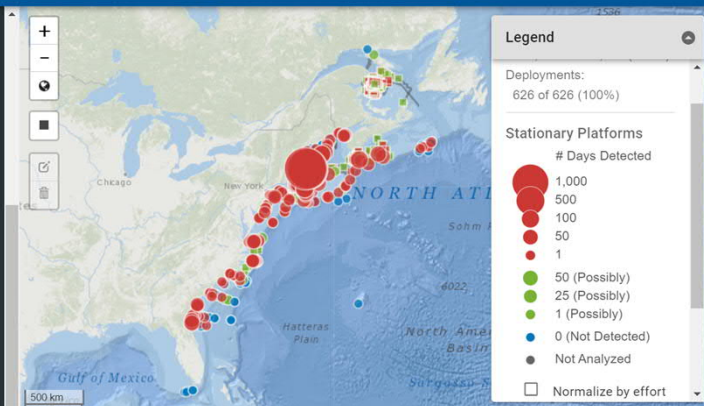 1536
+
−
Chicago
New York
NORTH ATL
Sohm
6022
Hatteras
Plain
North Amer
Basin
Gulf of Mexico
Sargasso S
500 km
Legend
Deployments:
626 of 626 (100%)
Stationary Platforms
# Days Detected
1,000
500
100
50
1
50 (Possibly)
25 (Possibly)
1 (Possibly)
0 (Not Detected)
Not Analyzed
Normalize by effort